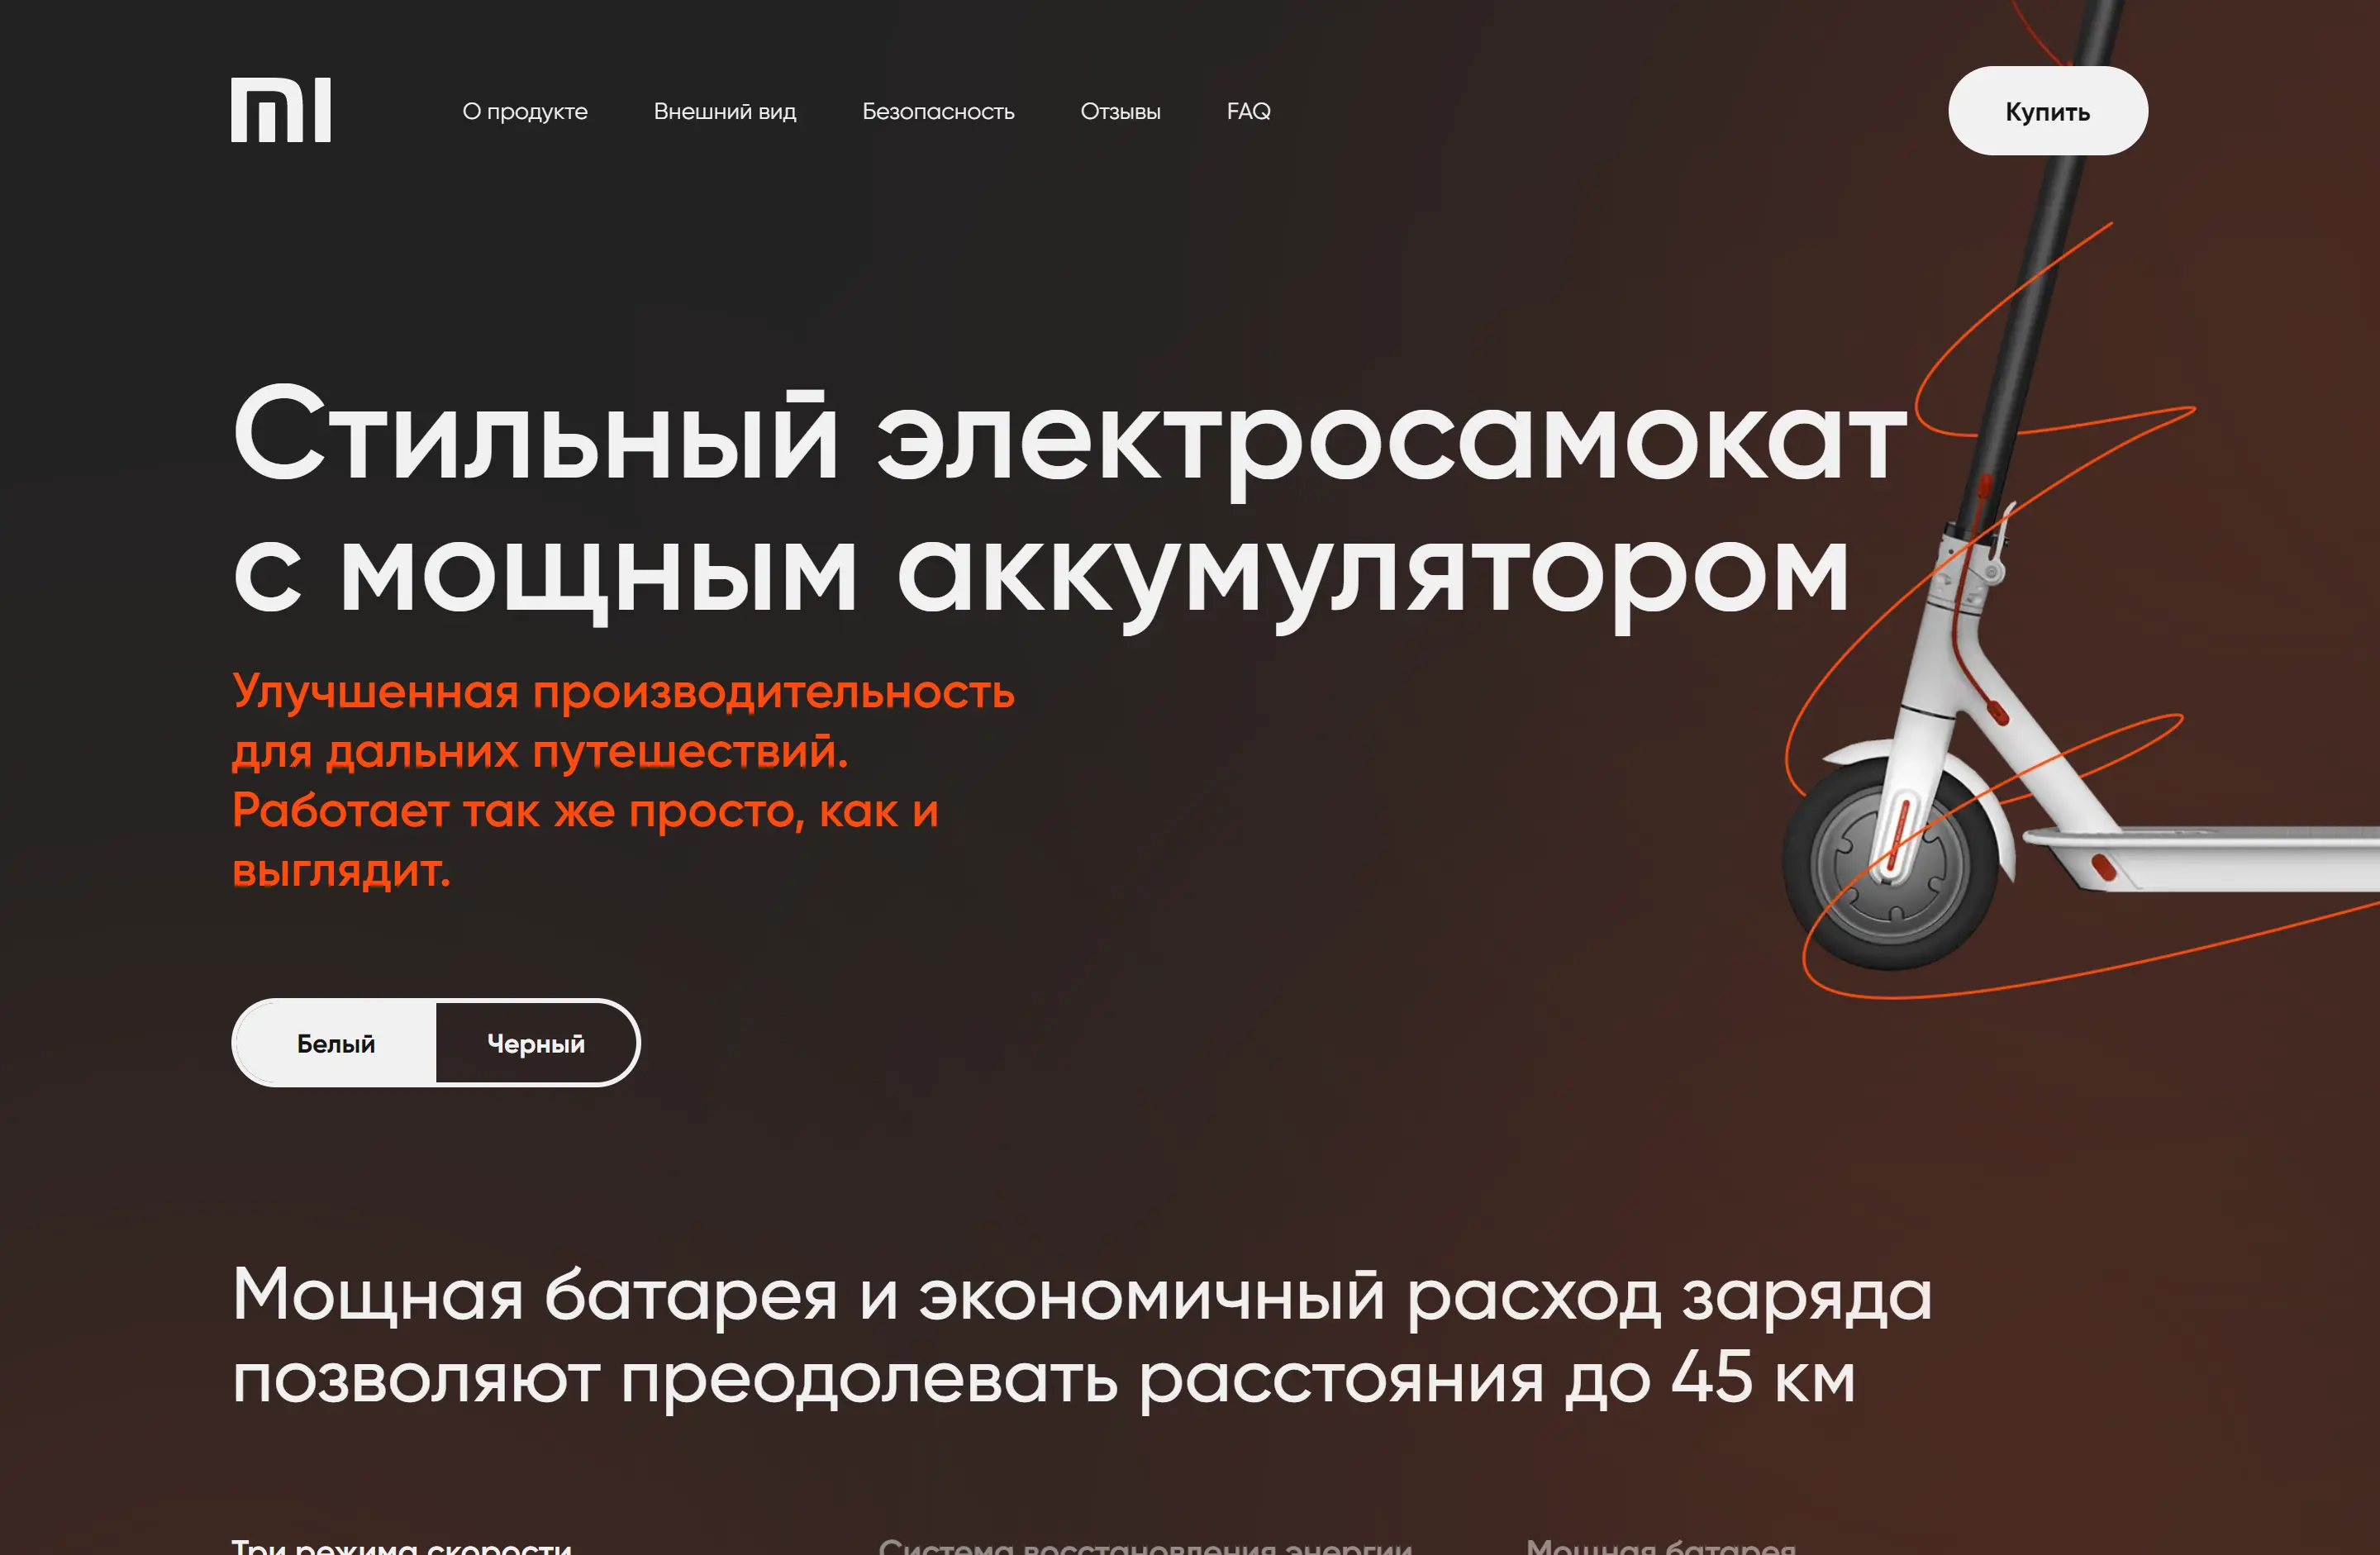 mi
О продукте
Внешний вид
Безопасность
Отзывы
FAQ
Купить
Стильный электросамокат
с мощным аккумулятором
Улучшенная производительность
для дальних путешествий.
Работает так же просто, как и
выглядит.
Белый
Черный
Мощная батарея и экономичный расход заряда
позволяют преодолевать расстояния до 45 км
Три режима скорости
Система восстановления энергии
Мощная батарея